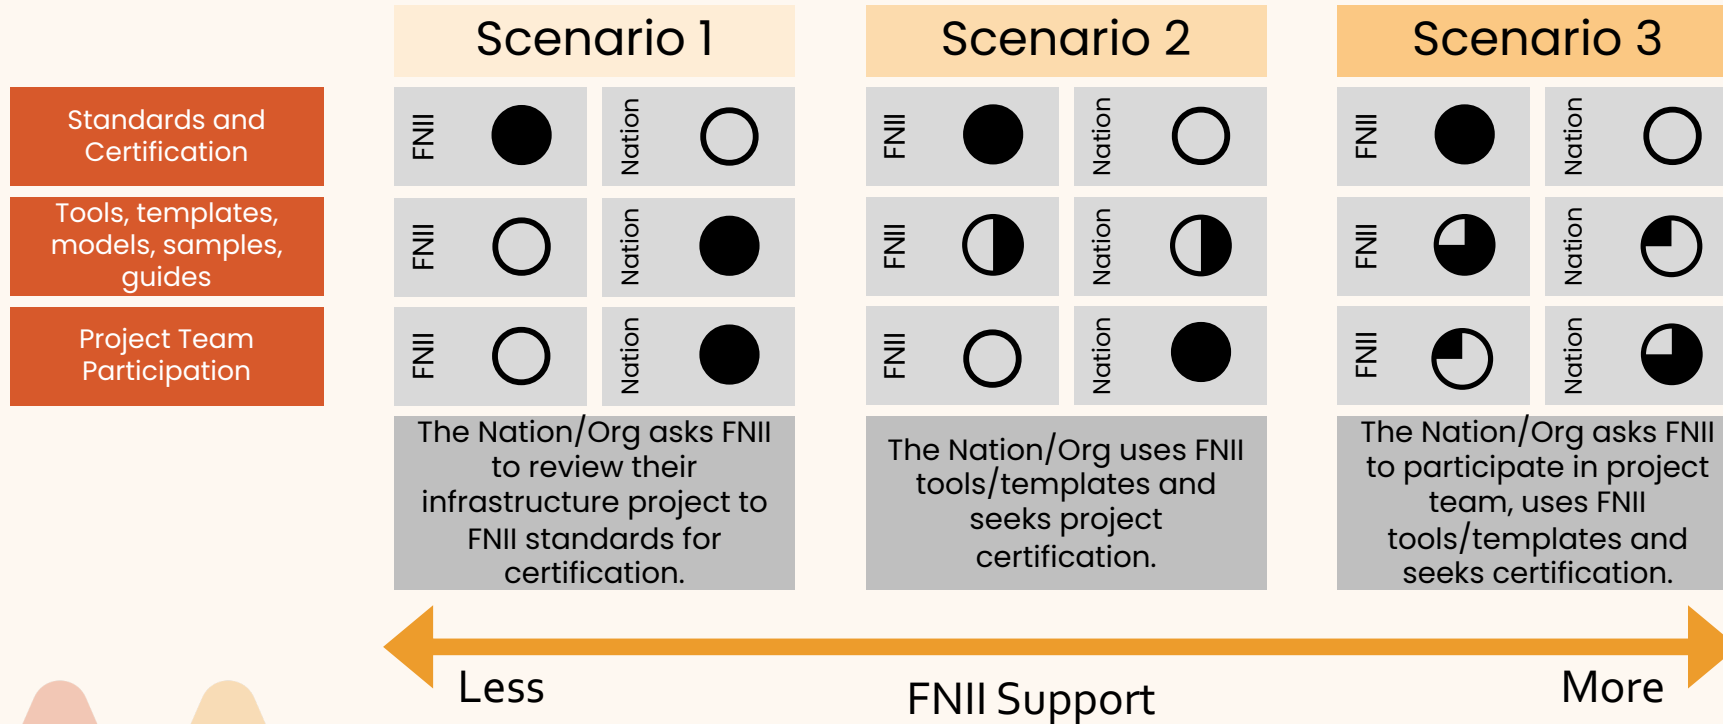 Scenario 1
Scenario 2
Scenario 3
Standards and
Certification
FNII
Nation
FNII
Nation
FNII
Nation
Tools, templates,
models, samples,
guides
FNII
Nation
FNII
Nation
FNII
Nation
Project Team
Participation
FNII
Nation
FNII
Nation
FNII
Nation
The Nation/Org asks FNII
to review their
infrastructure project to
FNII standards for
certification.
The Nation/Org uses FNII
tools/templates and
seeks project
certification.
The Nation/Org asks FNII
to participate in project
team, uses FNII
tools/templates and
seeks certification.
Less
FNII Support
More